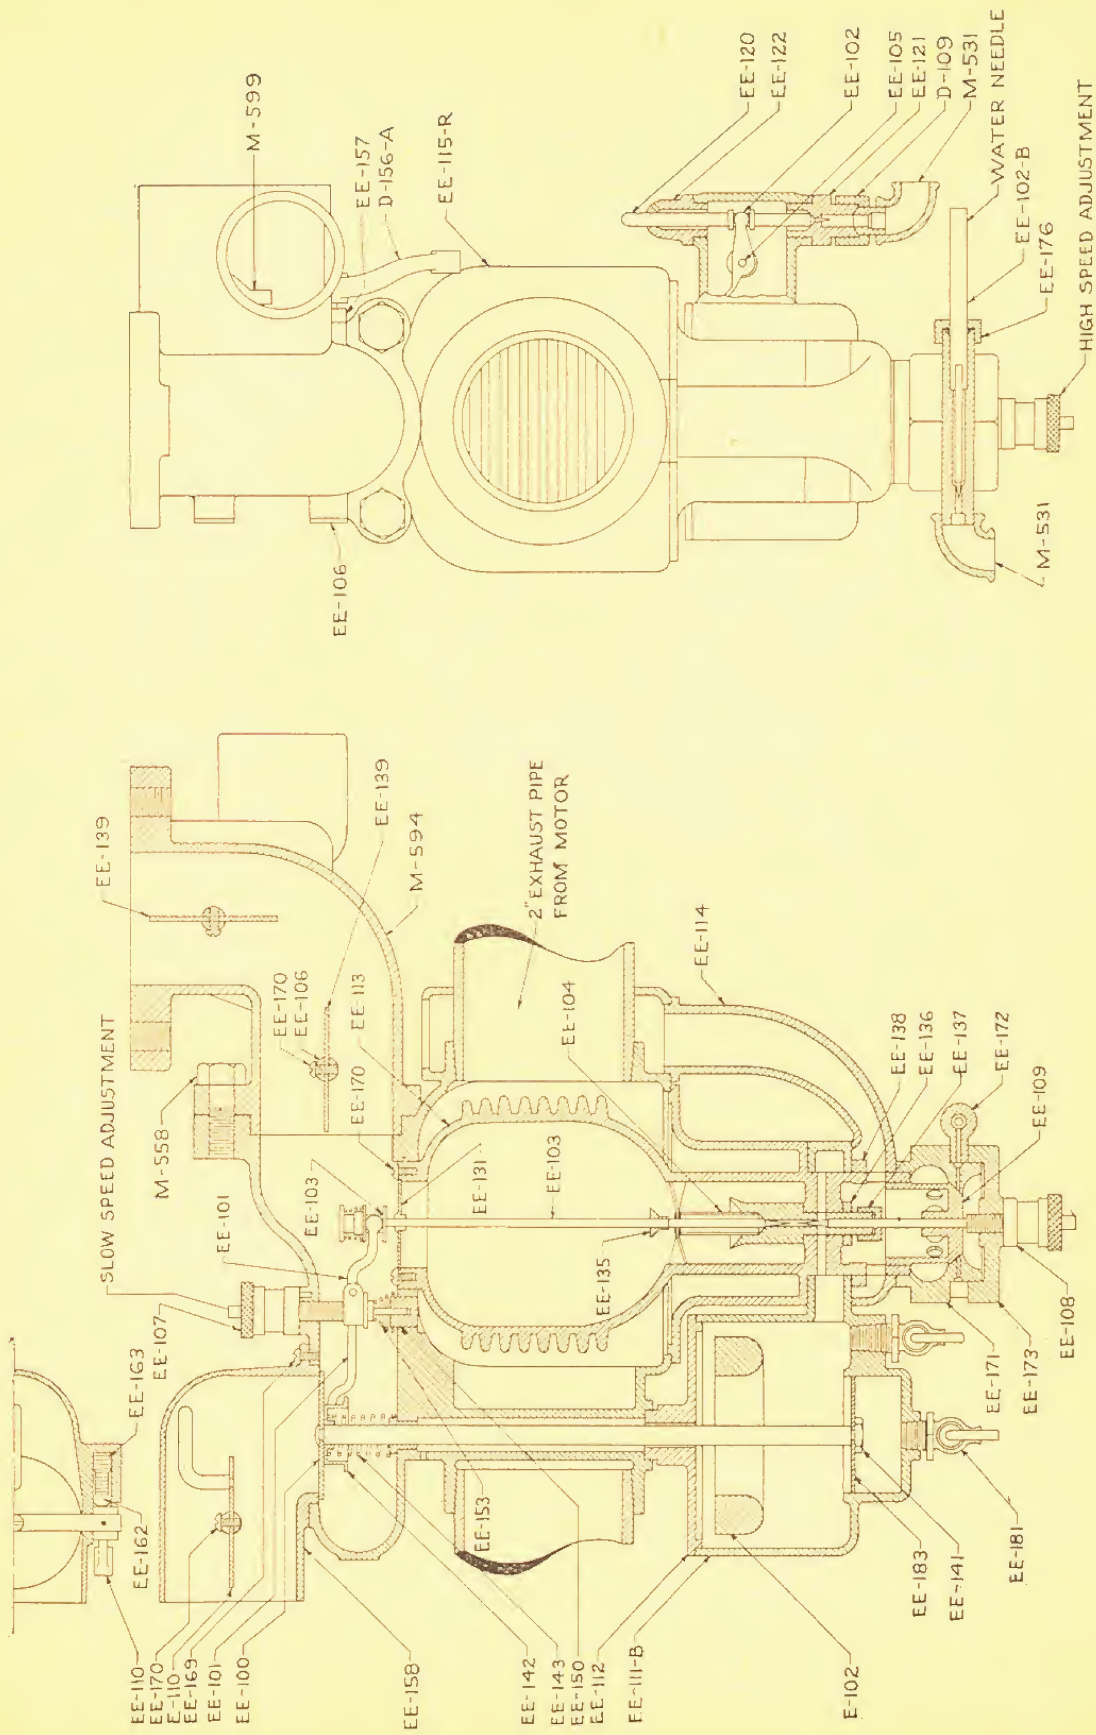 EE-110
EE-170
E-110
EE-169
EE-101
EE-100
EE-158
EE-142
EE-143
EE-150
EE-112
EE-111-B
E-102
EE-183
EE-141
EE-181
EE-162
EE-163
EE-107
SLOW SPEED ADJUSTMENT
EE-101
M-558
EE-103
EE-139
EE-170
EE-106
EE-113
EE-170
EE-139
M-594
2" EXHAUST PIPE
FROM MOTOR
EE-131
EE-103
EE-104
EE-135
EE-153
EE-114
EE-138
EE-136
EE-137
EE-172
EE-109
EE-171
EE-173
EE-108
M-599
EE-157
D-156-A
EE-115-R
EE-106
EE-120
EE-122
EE-102
EE-105
EE-121
D-109
M-531
WATER NEEDLE
EE-102-B
EE-176
HIGH SPEED ADJUSTMENT
M-531